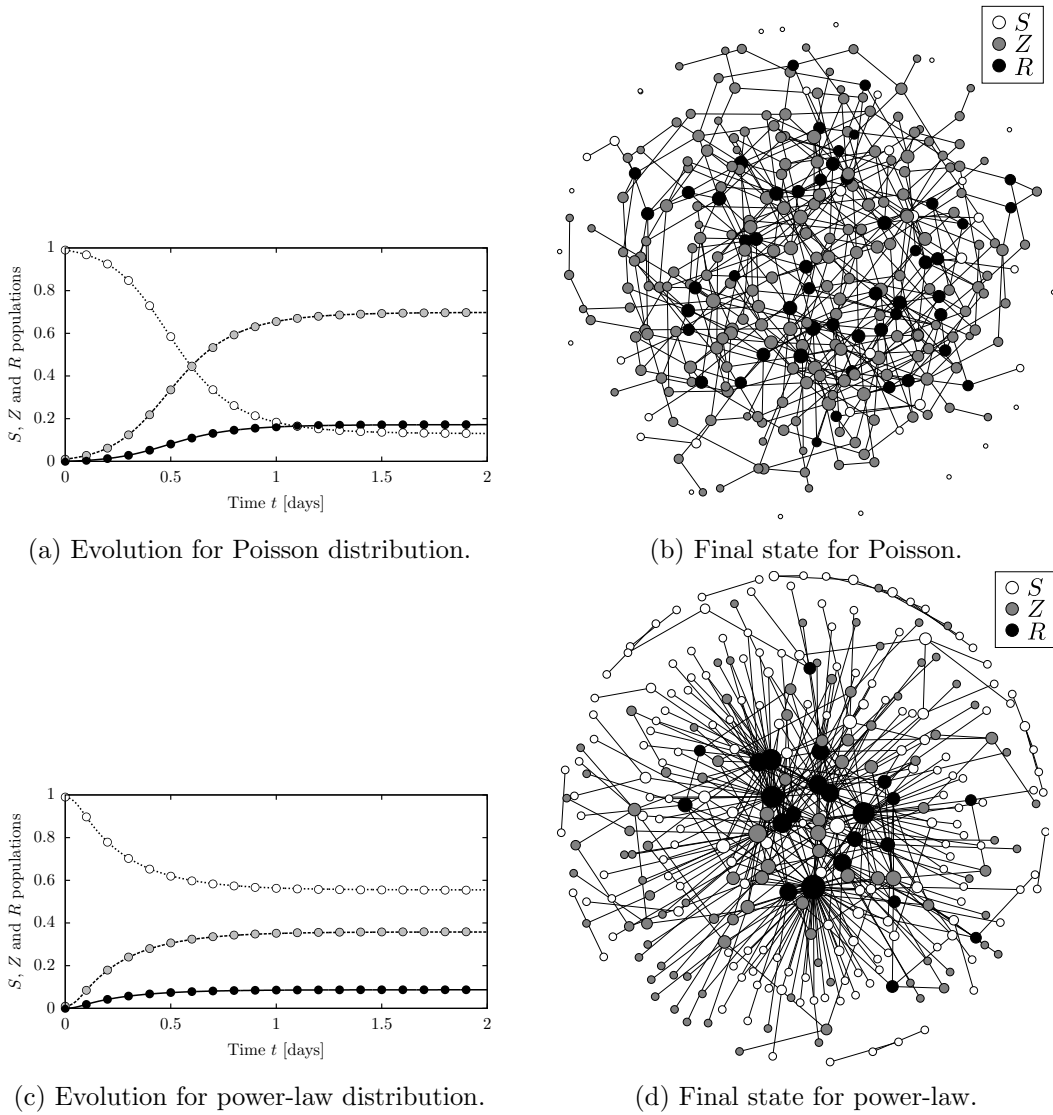 S
Z
R
1
0.8
0.6
0.4
0.2
0
S, Z and R populations
0 0.5 1 1.5 2
Time t [days]
(a) Evolution for Poisson distribution.
(b) Final state for Poisson.
S
Z
R
1
0.8
0.6
0.4
0.2
0
S, Z and R populations
0 0.5 1 1.5 2
Time t [days]
(c) Evolution for power-law distribution.
(d) Final state for power-law.